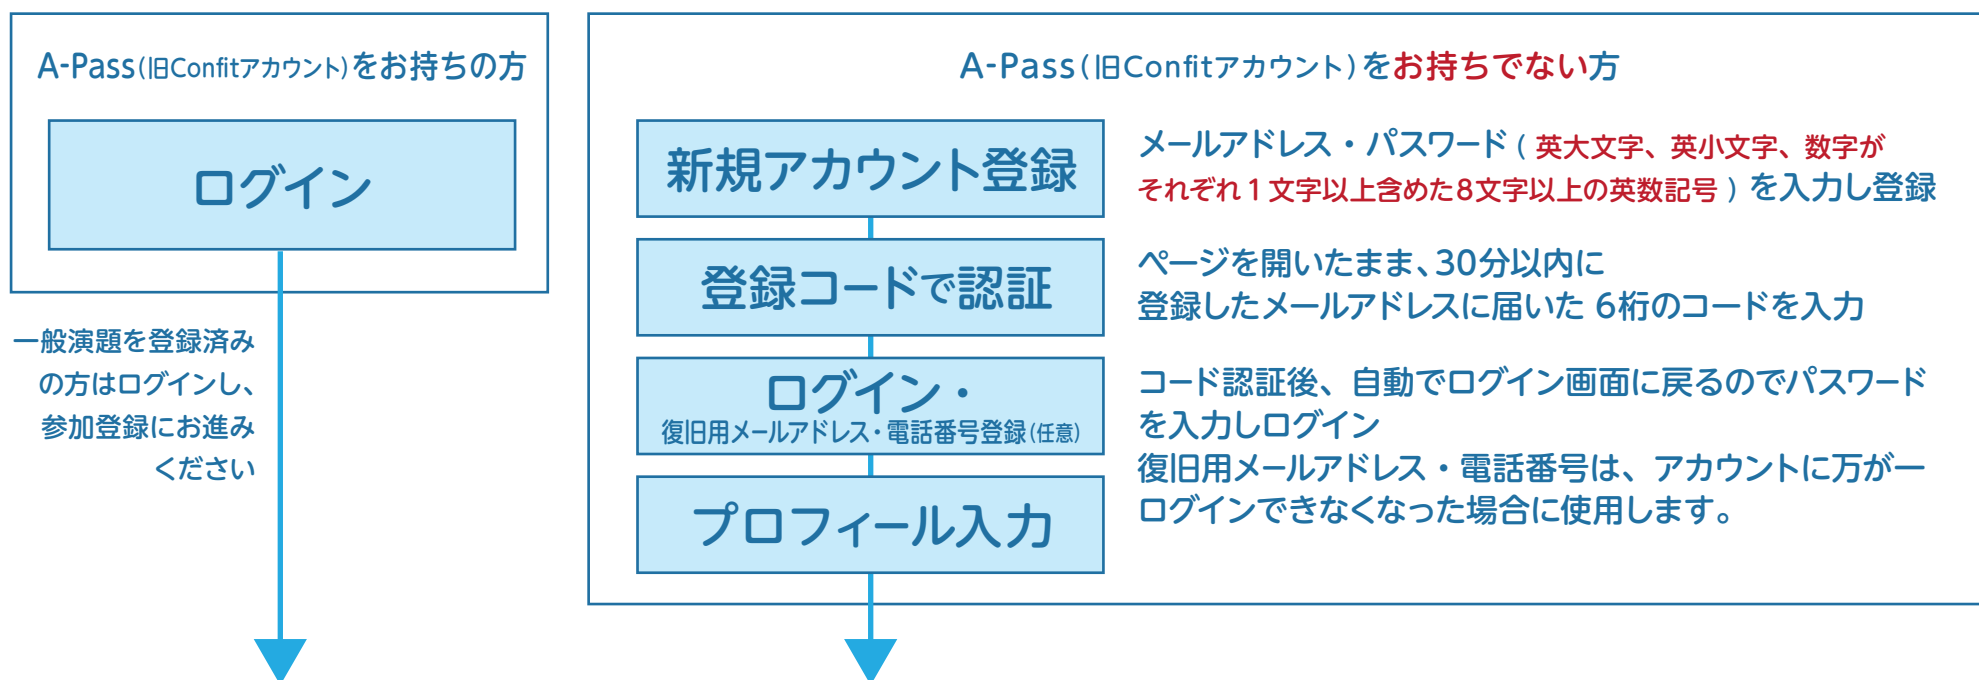 A-Pass(旧Confitアカウント)をお持ちの方
ログイン
一般演題を登録済み
の方はログインし、
参加登録にお進み
ください
A-Pass(旧Confitアカウント)をお持ちでない方
新規アカウント登録
メールアドレス・パスワード(英大文字、英小文字、数字が
それぞれ1文字以上含めた8文字以上の英数記号)を入力し登録
登録コードで認証
ページを開いたまま、30分以内に
登録したメールアドレスに届いた 6桁のコードを入力
ログイン・
復旧用メールアドレス・電話番号登録(任意)
コード認証後、自動でログイン画面に戻るのでパスワード
を入力しログイン
復旧用メールアドレス・電話番号は、アカウントに万が一
ログインできなくなった場合に使用します。
プロフィール入力